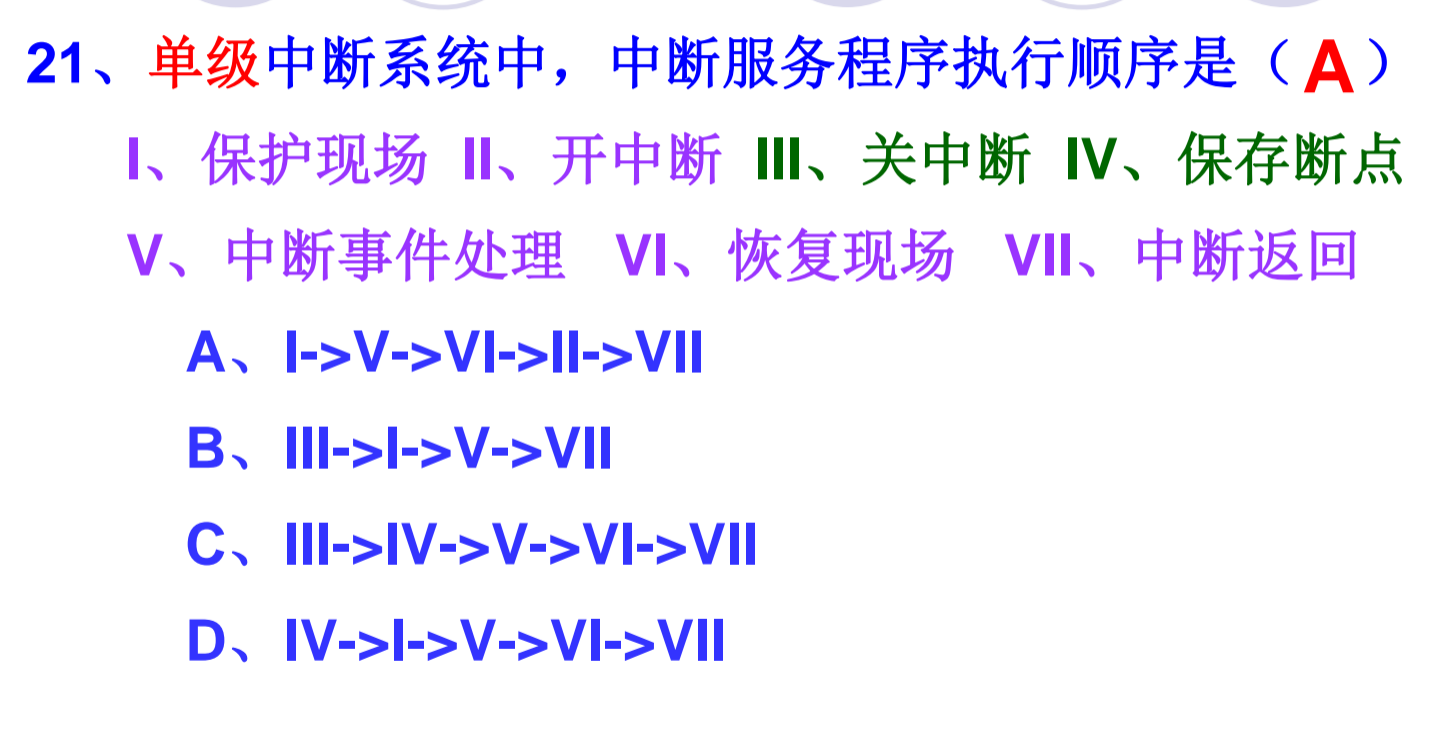 21、单级中断系统中，中断服务程序执行顺序是（A）
I、保护现场 II、开中断 III、关中断 IV、保存断点
V、中断事件处理 VI、恢复现场 VII、中断返回
A、I->V->VI->II->VII
B、III->I->V->VII
C、III->IV->V->VI->VII
D、IV->I->V->VI->VII